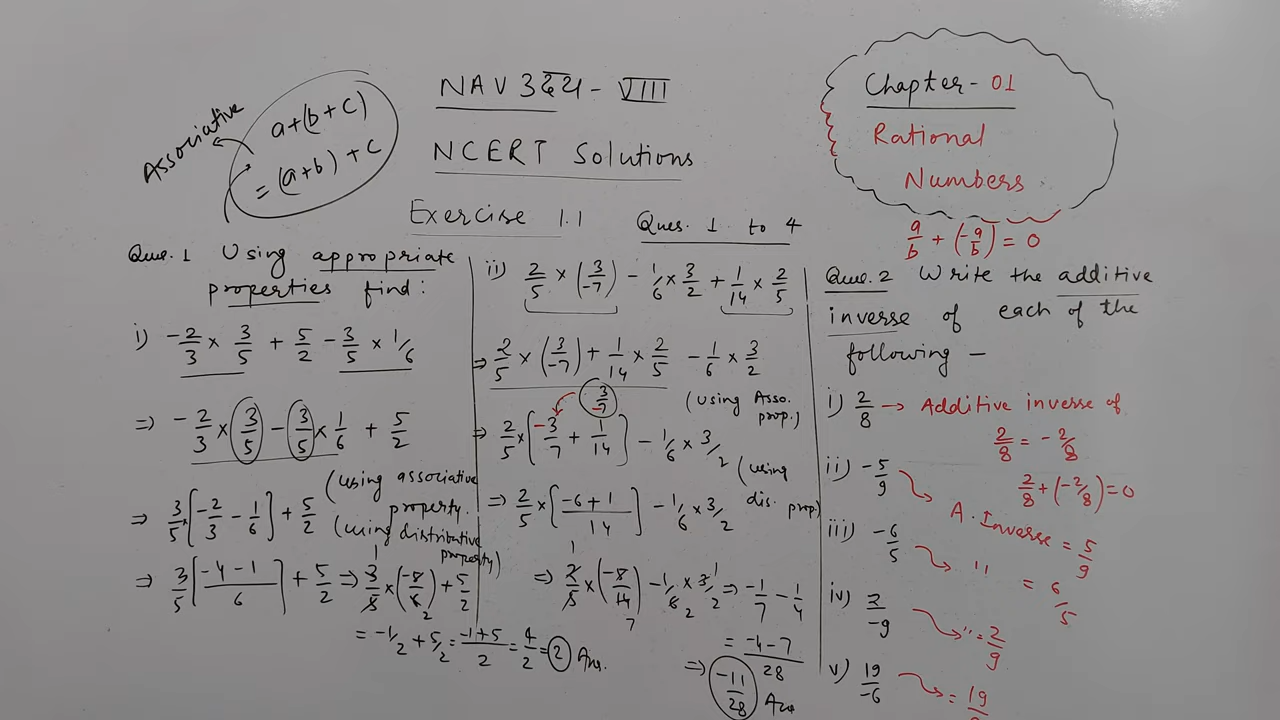 NAV324 - VIII
NCERT Solutions
Exercise 1.1 Ques. 1 to 4
Chapter - 01
Rational
Numbers
Associative
a+(b+c)
= (a+b)+c
Que. 1 Using appropriate
properties find:
i) -2/3 × 3/5 + 5/2 - 3/5 × 1/6
⇒ -2/3 × 3/5 - 3/5 × 1/6 + 5/2
(using associative
property.
⇒ 3/5 × [-2/3 - 1/6] + 5/2
(using distributive
property)
⇒ 3/5 [(-4-1)/6] + 5/2 ⇒ 3/5 × (-5/6) + 5/2
= -1/2 + 5/2 = (-1+5)/2 = 4/2 = 2 Ans.
ii) 2/5 × (3/-7) - 1/6 × 3/2 + 1/14 × 2/5
⇒ 2/5 × (3/-7) + 1/14 × 2/5 - 1/6 × 3/2
3/-7
(using Asso.
prop.)
⇒ 2/5 × [-3/7 + 1/14] - 1/6 × 3/2
(using
dis. prop)
⇒ 2/5 × [(-6+1)/14] - 1/6 × 3/2
⇒ 2/5 × (-5/14) - 1/6 × 3/2 ⇒ -1/7 - 1/4
= (-4-7)/28
⇒ -11/28 Ans
a/b + (-a/b) = 0
Que. 2 Write the additive
inverse of each of the
following -
i) 2/8 → Additive inverse of
2/8 = -2/8
2/8 + (-2/8) = 0
ii) -5/9
A. Inverse = 5/9
iii) -6/5 " = 6/5
iv) 2/-9 " = 2/9
v) 19/-6 = 19/